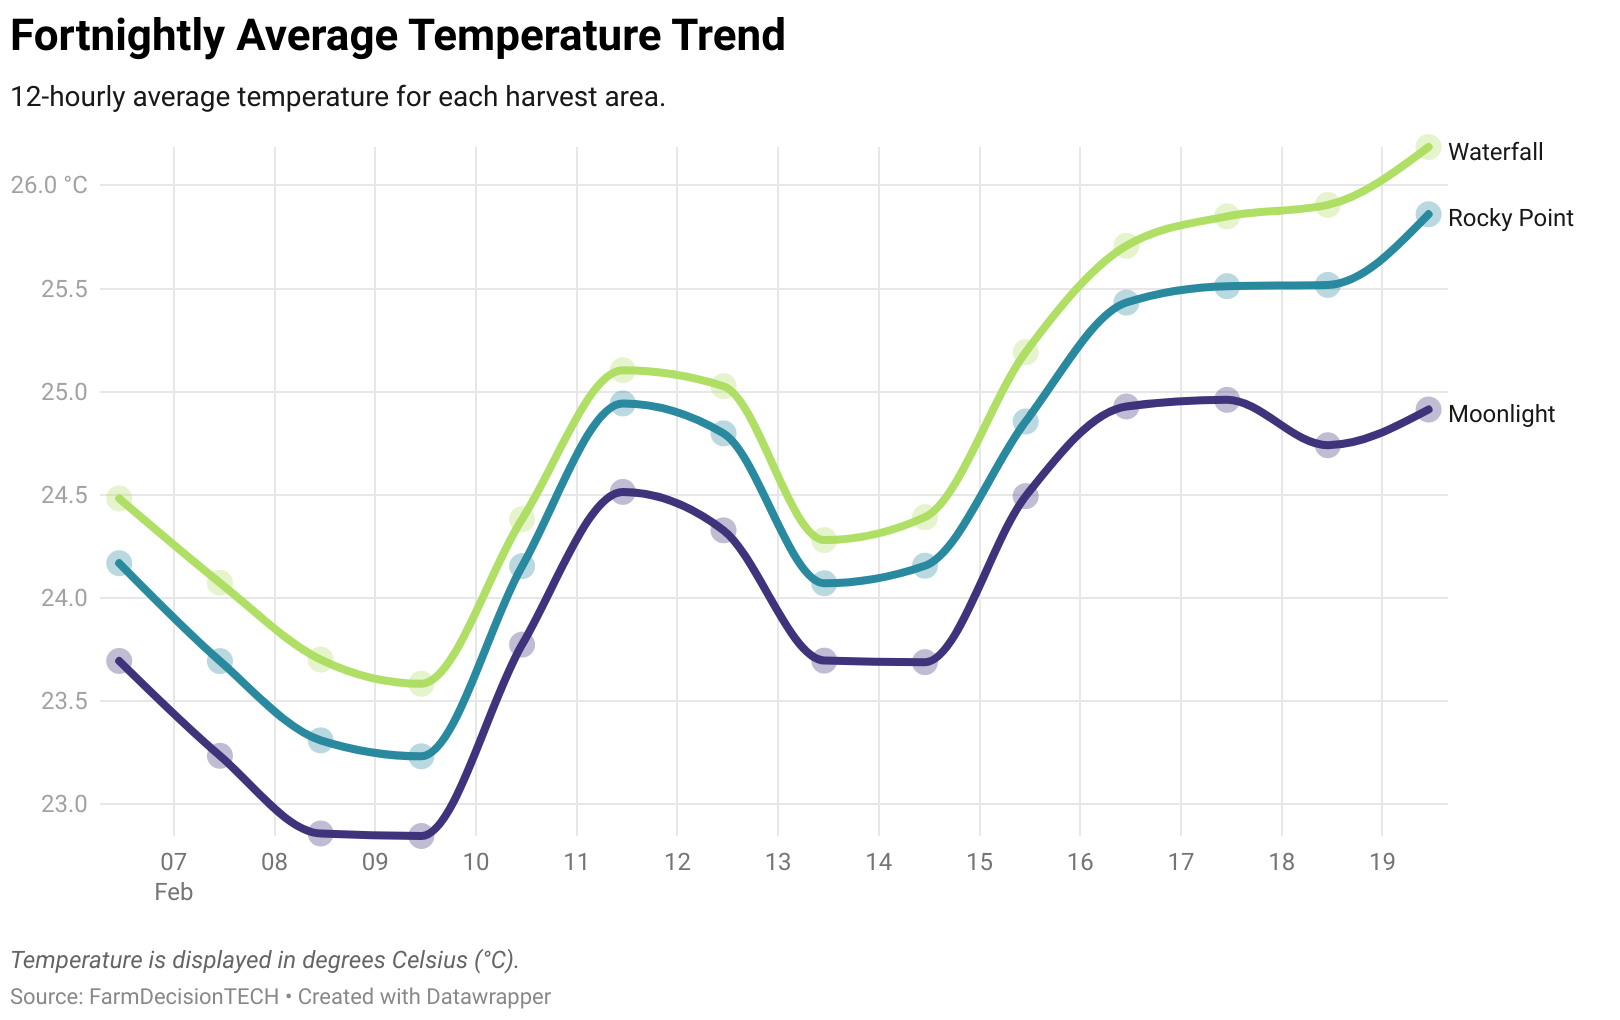 Fortnightly Average Temperature Trend
12-hourly average temperature for each harvest area.
Waterfall
26.0 °C
Rocky Point
25.5
25.0
Moonlight
24.5
24.0
23.5
23.0
07 08 09 10 11 12 13 14 15 16 17 18 19
Feb
Temperature is displayed in degrees Celsius (°C).
Source: FarmDecisionTECH • Created with Datawrapper